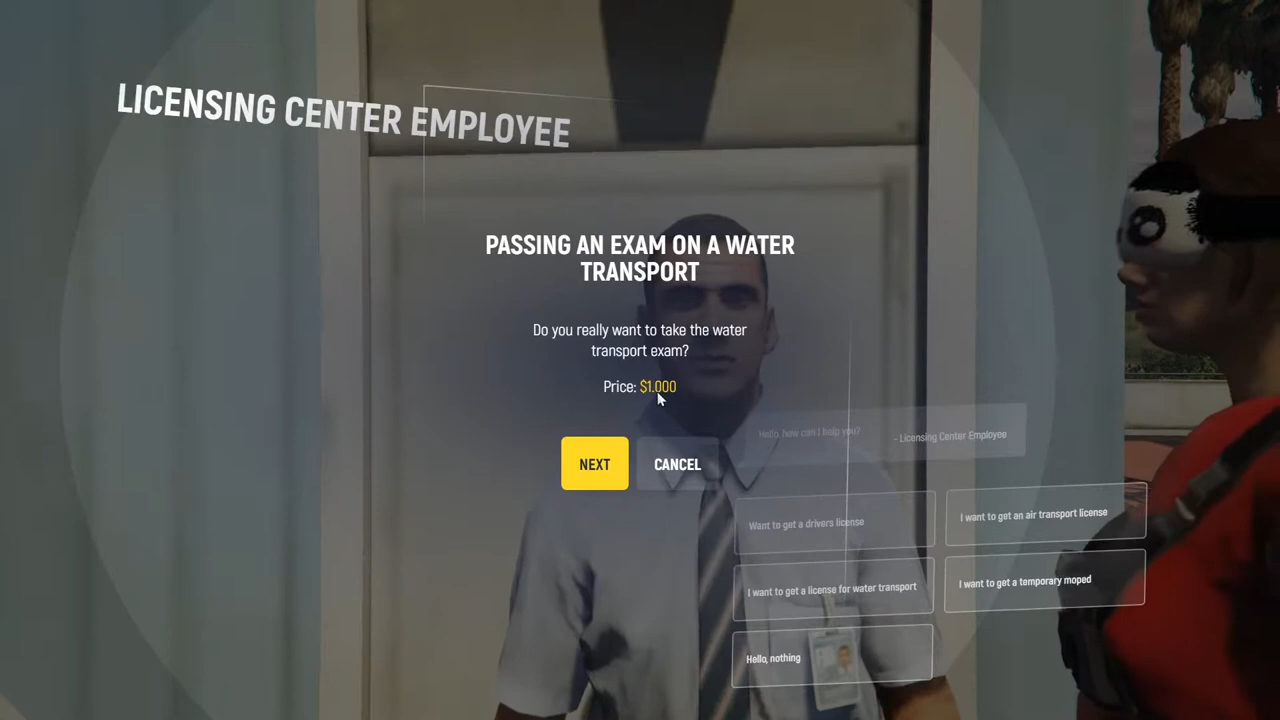 LICENSING CENTER EMPLOYEE
PASSING AN EXAM ON A WATER
TRANSPORT
Do you really want to take the water
transport exam?
Price: $1.000
NEXT
CANCEL
Hello, how can I help you?
- Licensing Center Employee
Want to get a drivers license
I want to get an air transport license
I want to get a license for water transport
I want to get a temporary moped
Hello, nothing